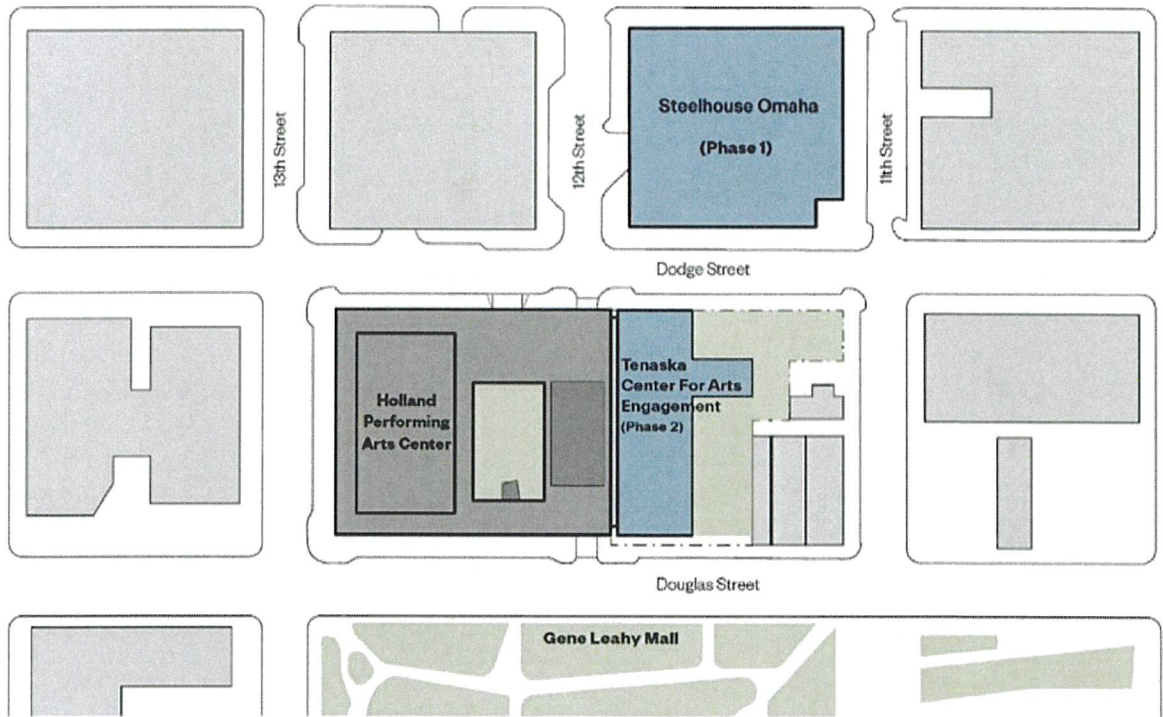 13th Street
12th Street
Steelhouse Omaha
(Phase 1)
11th Street
Dodge Street
Holland
Performing
Arts Center
Tenaska
Center For Arts
Engagement
(Phase 2)
Douglas Street
Gene Leahy Mall